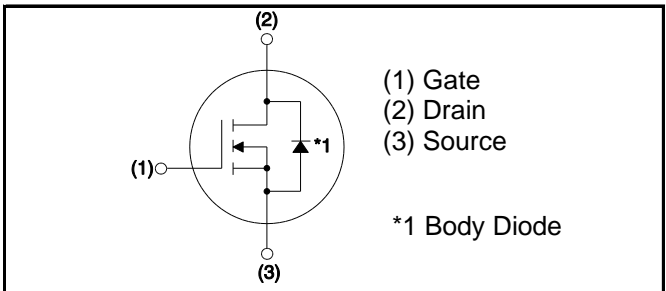 (2)
(1) Gate
(2) Drain
(3) Source
*1
(1)
*1 Body Diode
(3)